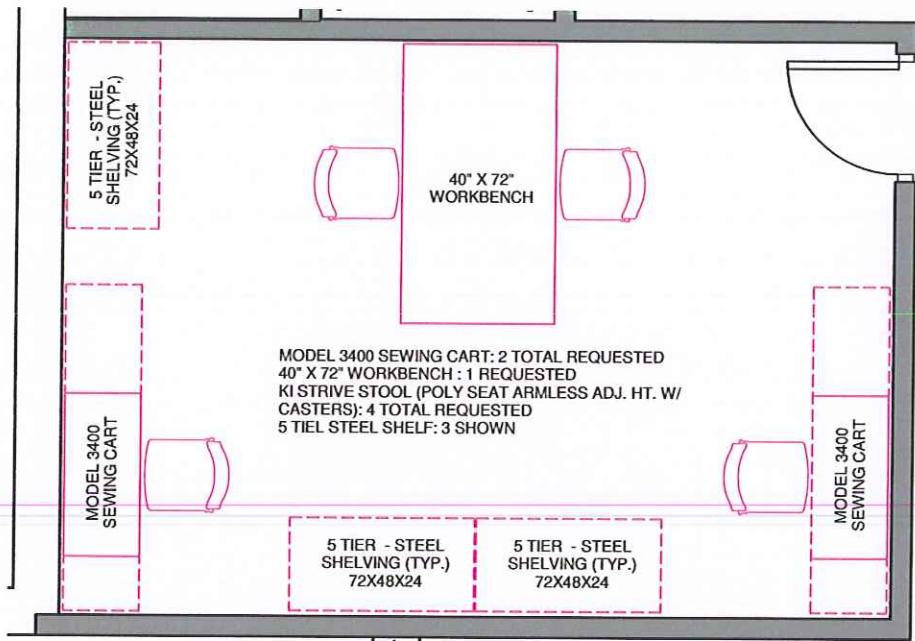 5 TIER - STEEL
SHELVING (TYP.)
72X48X24
40" X 72"
WORKBENCH
MODEL 3400 SEWING CART: 2 TOTAL REQUESTED
40" X 72" WORKBENCH : 1 REQUESTED
KI STRIVE STOOL (POLY SEAT ARMLESS ADJ. HT. W/
CASTERS): 4 TOTAL REQUESTED
5 TIEL STEEL SHELF: 3 SHOWN
MODEL 3400
SEWING CART
MODEL 3400
SEWING CART
5 TIER - STEEL
SHELVING (TYP.)
72X48X24
5 TIER - STEEL
SHELVING (TYP.)
72X48X24